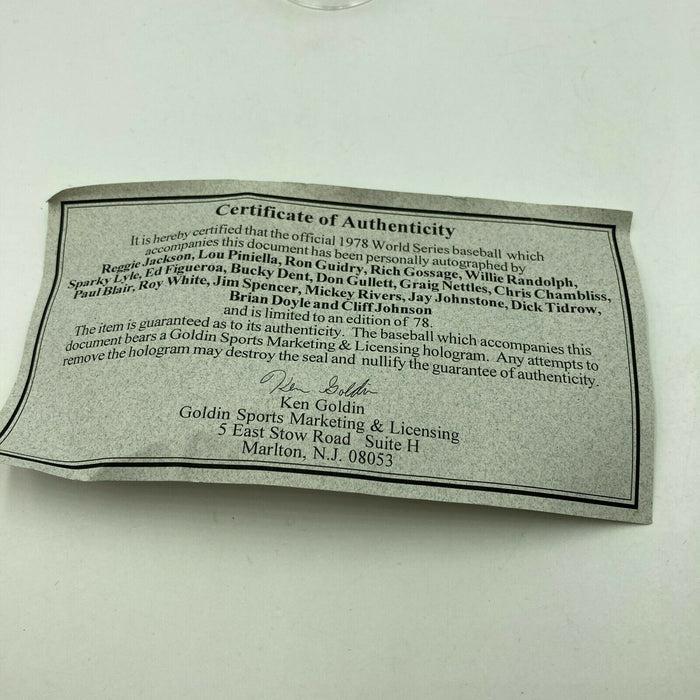 Certificate of Authenticity
It is hereby certified that the official 1978 World Series baseball which
accompanies this document has been personally autographed by
Reggie Jackson, Lou Piniella, Ron Guidry, Rich Gossage, Willie Randolph,
Sparky Lyle, Ed Figueroa, Bucky Dent, Don Gullett, Graig Nettles, Chris Chambliss,
Paul Blair, Roy White, Jim Spencer, Mickey Rivers, Jay Johnstone, Dick Tidrow,
Brian Doyle and Cliff Johnson
and is limited to an edition of 78.
The item is guaranteed as to its authenticity. The baseball which accompanies this
document bears a Goldin Sports Marketing & Licensing hologram. Any attempts to
remove the hologram may destroy the seal and nullify the guarantee of authenticity.
Ken Goldin
Ken Goldin
Goldin Sports Marketing & Licensing
5 East Stow Road Suite H
Marlton, N.J. 08053